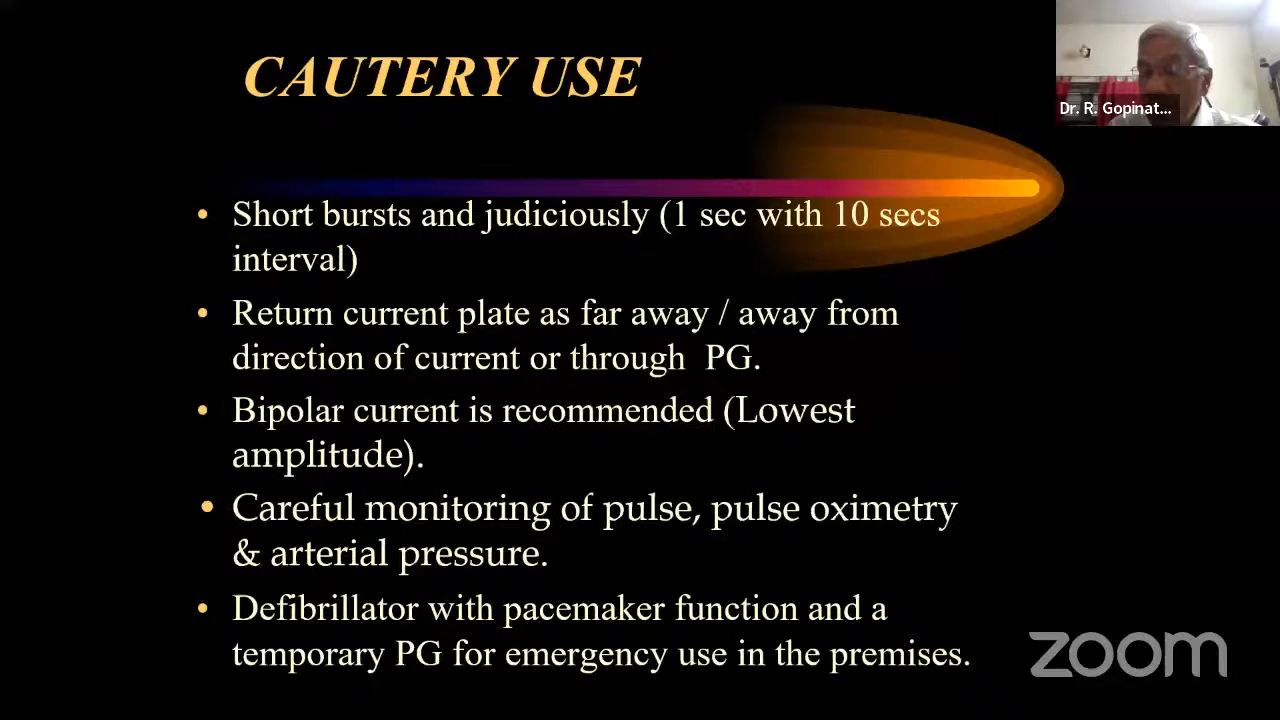 CAUTERY USE
Dr. R. Gopinat...
• Short bursts and judiciously (1 sec with 10 secs
interval)
• Return current plate as far away / away from
direction of current or through PG.
• Bipolar current is recommended (Lowest
amplitude).
• Careful monitoring of pulse, pulse oximetry
& arterial pressure.
• Defibrillator with pacemaker function and a
temporary PG for emergency use in the premises.
zoom